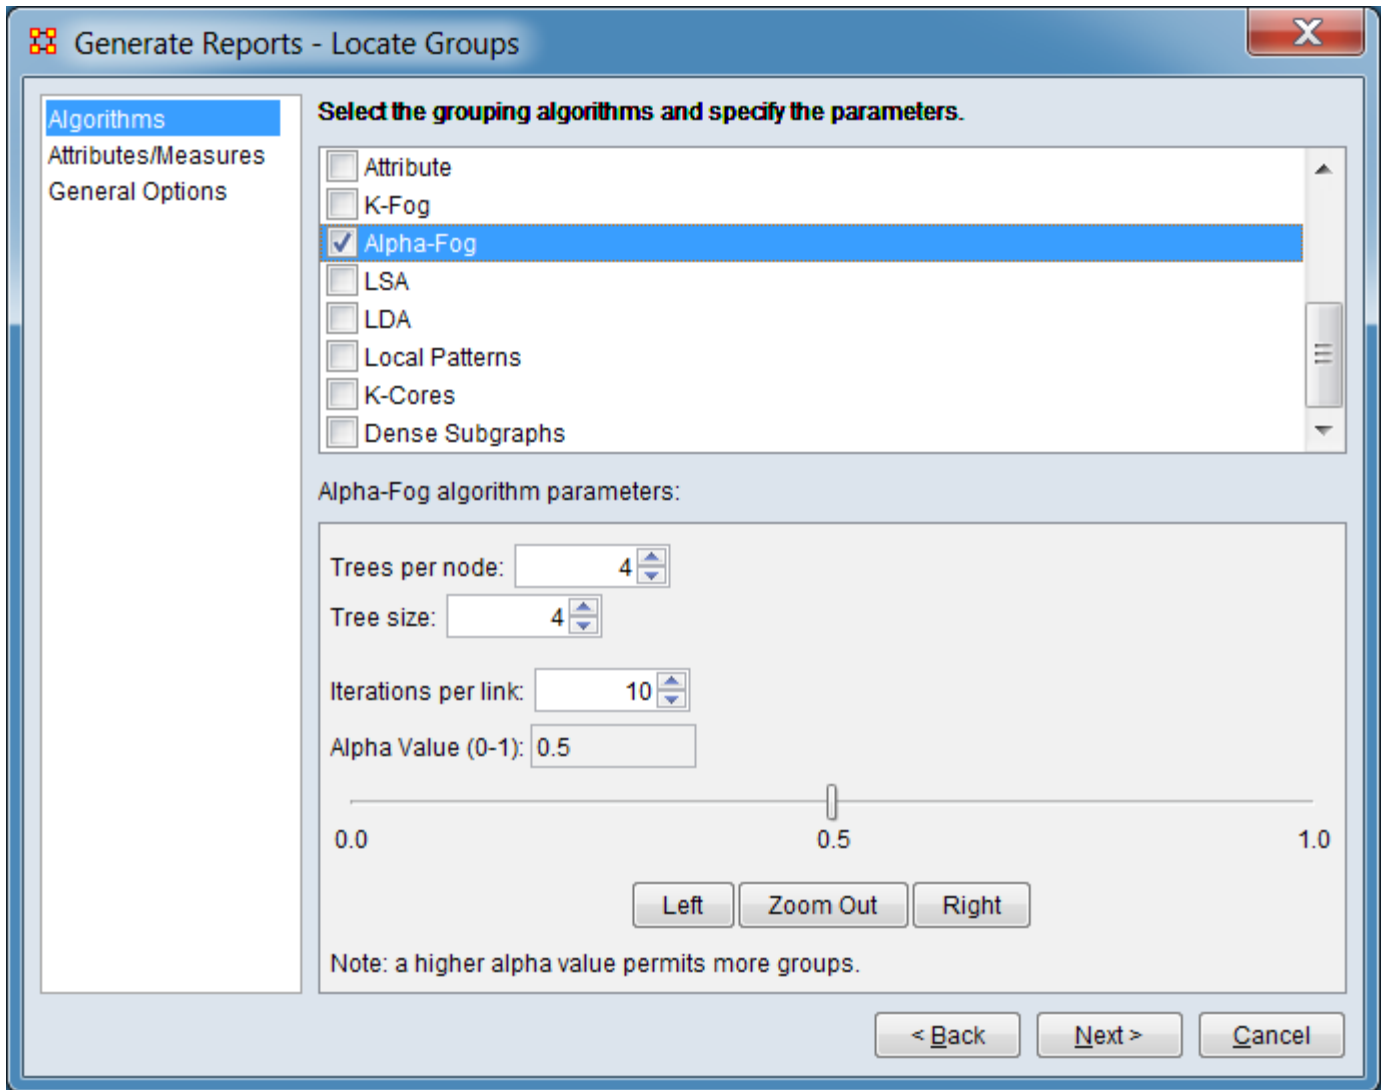 Generate Reports - Locate Groups
Algorithms
Attributes/Measures
General Options
Select the grouping algorithms and specify the parameters.
Attribute
K-Fog
Alpha-Fog
LSA
LDA
Local Patterns
K-Cores
Dense Subgraphs
Alpha-Fog algorithm parameters:
Trees per node: 4
Tree size: 4
Iterations per link: 10
Alpha Value (0-1): 0.5
0.0 0.5 1.0
Left Zoom Out Right
Note: a higher alpha value permits more groups.
< Back Next > Cancel